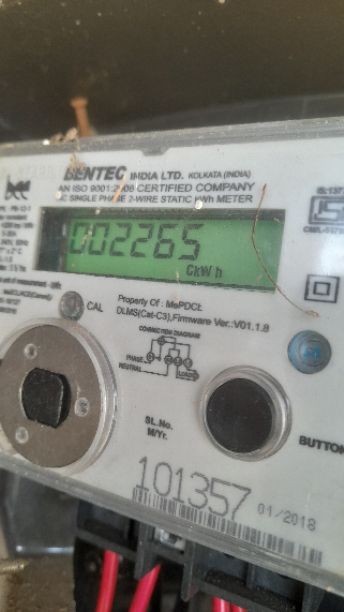 BENTEC INDIA LTD. KOLKATA (INDIA)
AN ISO 9001:2008 CERTIFIED COMPANY
AC SINGLE PHASE 2-WIRE STATIC kWh METER
002265
CkWh
CAL
Property Of : MePDCL
DLMS(Cat-C3),Firmware Ver.:V01.1.8
CONNECTION DIAGRAM
PHASE
NEUTRAL
LOAD
SL.No.
M/Yr.
BUTTON
101357 01/2018